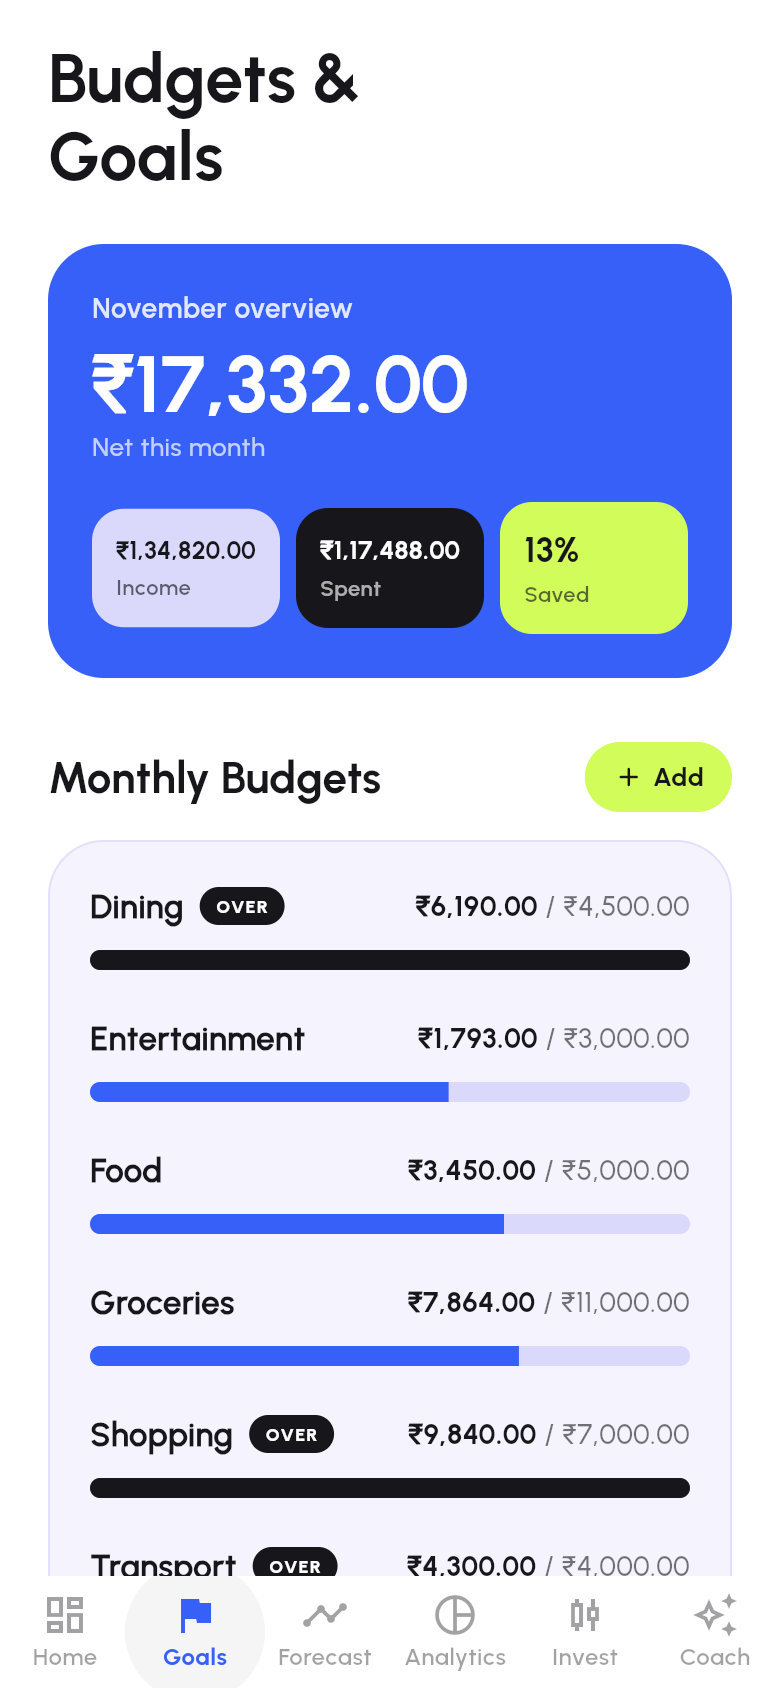 Budgets &
Goals
November overview
₹17,332.00
Net this month
₹1,34,820.00
Income
₹1,17,488.00
Spent
13%
Saved
Monthly Budgets
+ Add
Dining OVER ₹6,190.00 / ₹4,500.00
Entertainment ₹1,793.00 / ₹3,000.00
Food ₹3,450.00 / ₹5,000.00
Groceries ₹7,864.00 / ₹11,000.00
Shopping OVER ₹9,840.00 / ₹7,000.00
Transport OVER ₹4,300.00 / ₹4,000.00
Home Goals Forecast Analytics Invest Coach